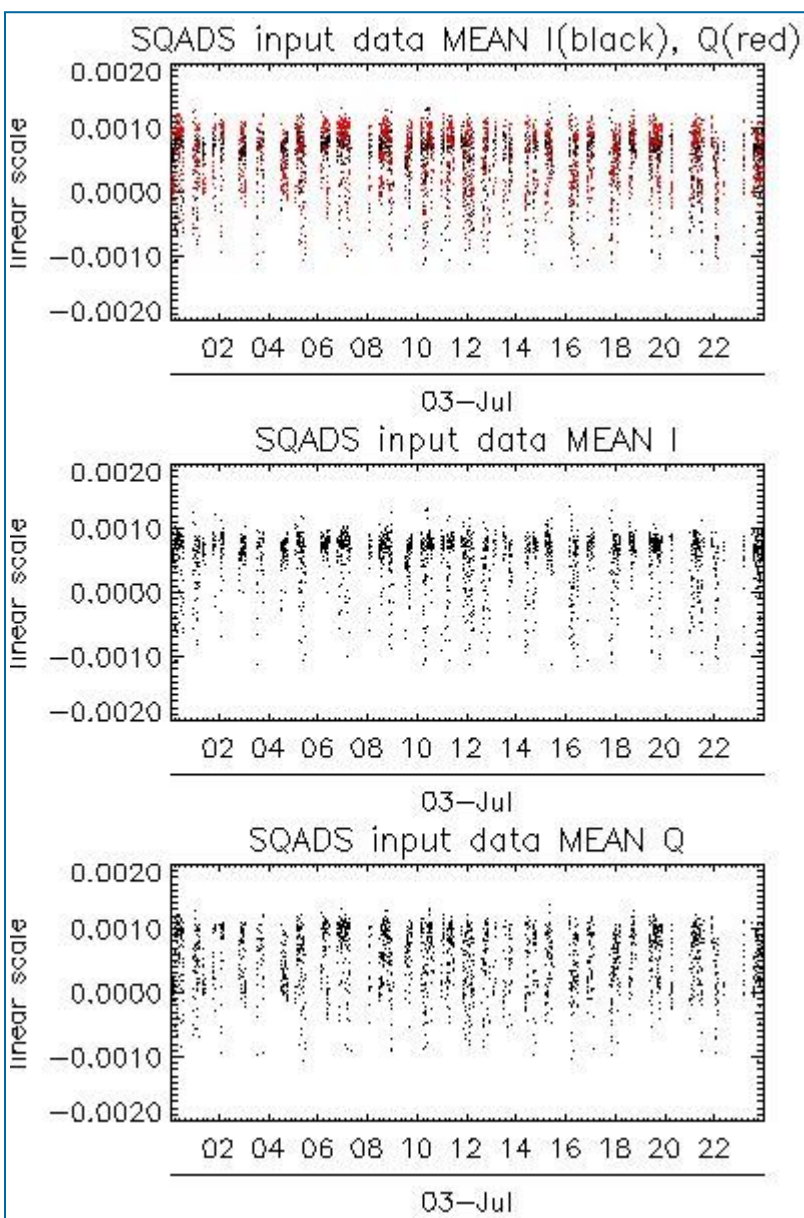 SQADS input data MEAN I(black), Q(red)
linear scale
0.0020
0.0010
0.0000
−0.0010
−0.0020
02 04 06 08 10 12 14 16 18 20 22
03−Jul
SQADS input data MEAN I
linear scale
0.0020
0.0010
0.0000
−0.0010
−0.0020
02 04 06 08 10 12 14 16 18 20 22
03−Jul
SQADS input data MEAN Q
linear scale
0.0020
0.0010
0.0000
−0.0010
−0.0020
02 04 06 08 10 12 14 16 18 20 22
03−Jul